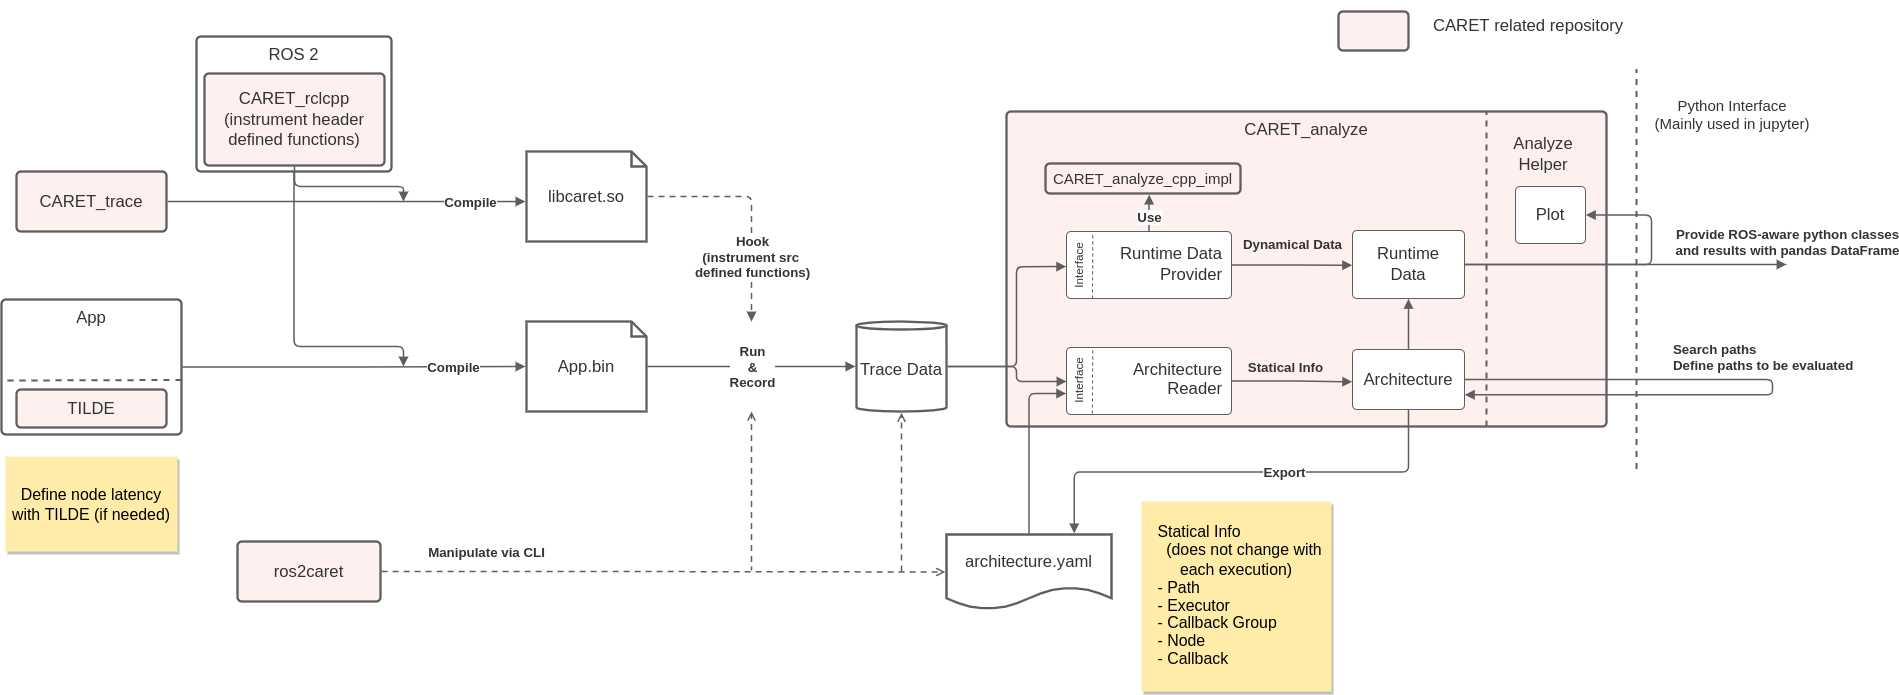 CARET related repository
ROS 2
CARET_rclcpp
(instrument header
defined functions)
CARET_trace
Compile
libcaret.so
Hook
(instrument src
defined functions)
App
TILDE
Compile
App.bin
Run
&
Record
Trace Data
Define node latency
with TILDE (if needed)
ros2caret
Manipulate via CLI
architecture.yaml
CARET_analyze
CARET_analyze_cpp_impl
Use
Interface
Runtime Data
Provider
Dynamical Data
Runtime
Data
Interface
Architecture
Reader
Statical Info
Architecture
Export
Analyze
Helper
Plot
Python Interface
(Mainly used in jupyter)
Provide ROS-aware python classes
and results with pandas DataFrame
Search paths
Define paths to be evaluated
Statical Info
(does not change with
each execution)
- Path
- Executor
- Callback Group
- Node
- Callback